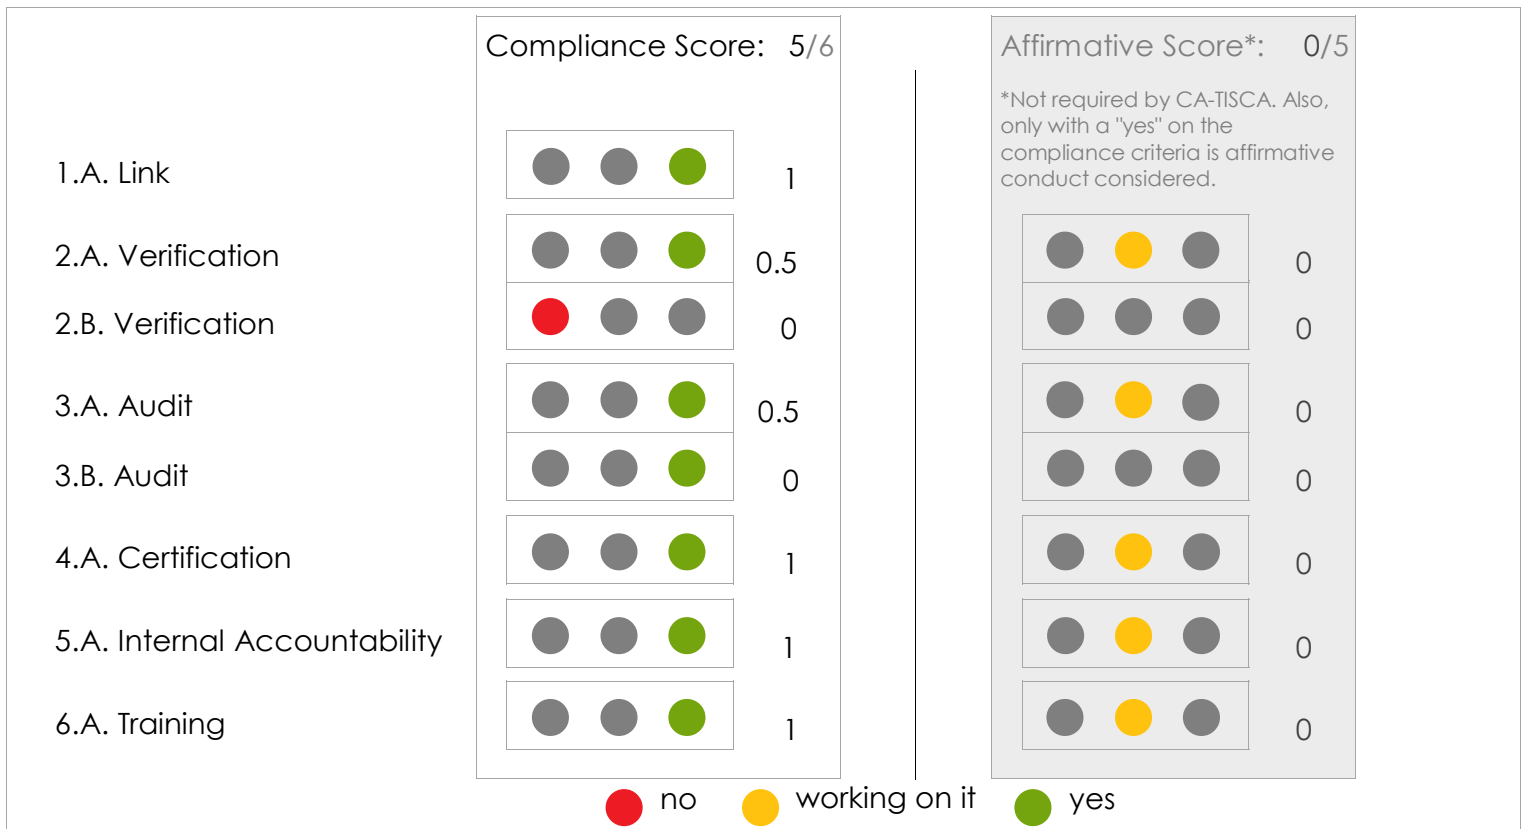 Compliance Score: 5/6
Affirmative Score*: 0/5
*Not required by CA-TISCA. Also,
only with a "yes" on the
compliance criteria is affirmative
conduct considered.
1.A. Link 1
2.A. Verification 0.5 0
2.B. Verification 0 0
3.A. Audit 0.5 0
3.B. Audit 0 0
4.A. Certification 1 0
5.A. Internal Accountability 1 0
6.A. Training 1 0
no working on it yes